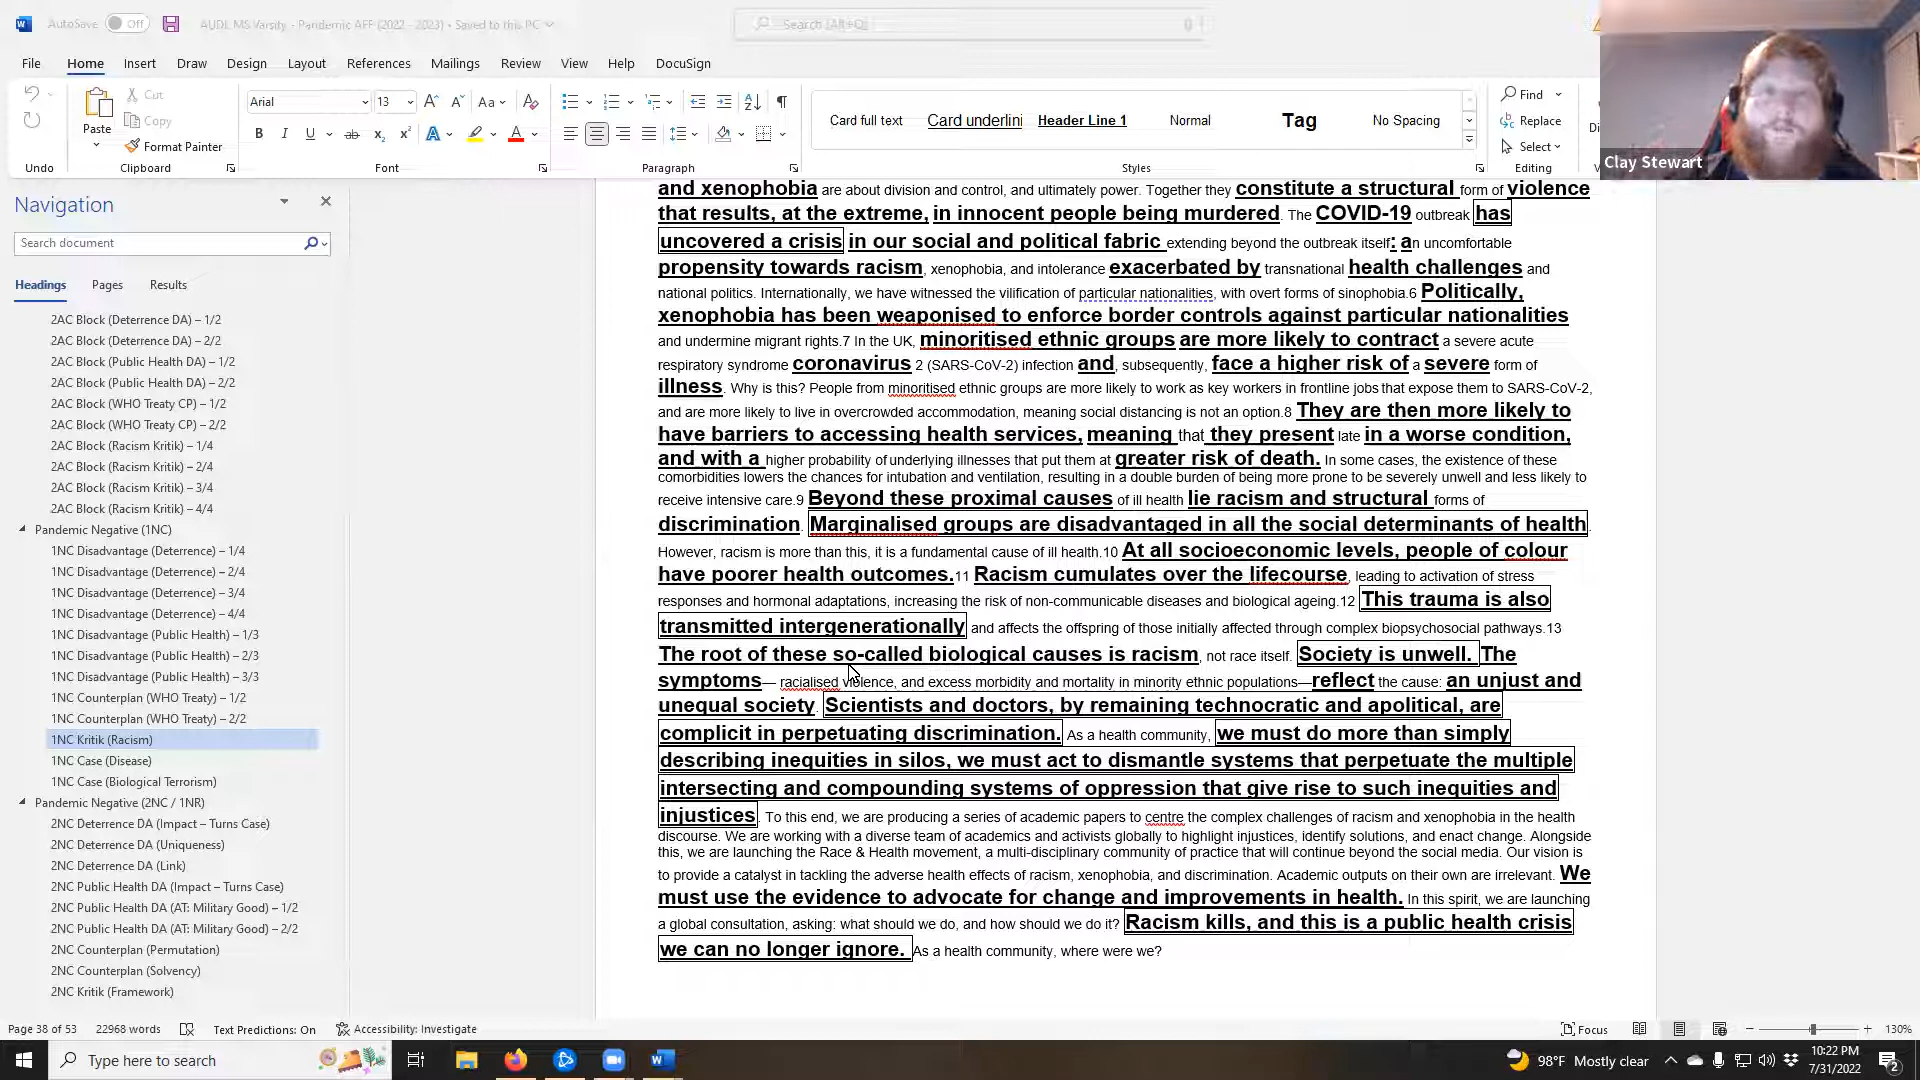 AutoSave Off AUDL MS Varsity - Pandemic AFF (2022 - 2023) • Saved to this PC Search (Alt+Q)
File Home Insert Draw Design Layout References Mailings Review View Help DocuSign
Paste Cut Copy Format Painter
Arial 13 Aa
Card full text Card underlini Header Line 1 Normal Tag No Spacing
Find Replace Select
Undo Clipboard Font Paragraph Styles Editing
Clay Stewart
Navigation
Search document
Headings Pages Results
2AC Block (Deterrence DA) – 1/2
2AC Block (Deterrence DA) – 2/2
2AC Block (Public Health DA) – 1/2
2AC Block (Public Health DA) – 2/2
2AC Block (WHO Treaty CP) – 1/2
2AC Block (WHO Treaty CP) – 2/2
2AC Block (Racism Kritik) – 1/4
2AC Block (Racism Kritik) – 2/4
2AC Block (Racism Kritik) – 3/4
2AC Block (Racism Kritik) – 4/4
Pandemic Negative (1NC)
1NC Disadvantage (Deterrence) – 1/4
1NC Disadvantage (Deterrence) – 2/4
1NC Disadvantage (Deterrence) – 3/4
1NC Disadvantage (Deterrence) – 4/4
1NC Disadvantage (Public Health) – 1/3
1NC Disadvantage (Public Health) – 2/3
1NC Disadvantage (Public Health) – 3/3
1NC Counterplan (WHO Treaty) – 1/2
1NC Counterplan (WHO Treaty) – 2/2
1NC Kritik (Racism)
1NC Case (Disease)
1NC Case (Biological Terrorism)
Pandemic Negative (2NC / 1NR)
2NC Deterrence DA (Impact – Turns Case)
2NC Deterrence DA (Uniqueness)
2NC Deterrence DA (Link)
2NC Public Health DA (Impact – Turns Case)
2NC Public Health DA (AT: Military Good) – 1/2
2NC Public Health DA (AT: Military Good) – 2/2
2NC Counterplan (Permutation)
2NC Counterplan (Solvency)
2NC Kritik (Framework)
and xenophobia are about division and control, and ultimately power. Together they constitute a structural form of violence
that results, at the extreme, in innocent people being murdered. The COVID-19 outbreak has
uncovered a crisis in our social and political fabric extending beyond the outbreak itself: an uncomfortable
propensity towards racism, xenophobia, and intolerance exacerbated by transnational health challenges and
national politics. Internationally, we have witnessed the vilification of particular nationalities, with overt forms of sinophobia.6 Politically,
xenophobia has been weaponised to enforce border controls against particular nationalities
and undermine migrant rights.7 In the UK, minoritised ethnic groups are more likely to contract a severe acute
respiratory syndrome coronavirus 2 (SARS-CoV-2) infection and, subsequently, face a higher risk of a severe form of
illness. Why is this? People from minoritised ethnic groups are more likely to work as key workers in frontline jobs that expose them to SARS-CoV-2,
and are more likely to live in overcrowded accommodation, meaning social distancing is not an option.8 They are then more likely to
have barriers to accessing health services, meaning that they present late in a worse condition,
and with a higher probability of underlying illnesses that put them at greater risk of death. In some cases, the existence of these
comorbidities lowers the chances for intubation and ventilation, resulting in a double burden of being more prone to be severely unwell and less likely to
receive intensive care.9 Beyond these proximal causes of ill health lie racism and structural forms of
discrimination. Marginalised groups are disadvantaged in all the social determinants of health.
However, racism is more than this, it is a fundamental cause of ill health.10 At all socioeconomic levels, people of colour
have poorer health outcomes.11 Racism cumulates over the lifecourse, leading to activation of stress
responses and hormonal adaptations, increasing the risk of non-communicable diseases and biological ageing.12 This trauma is also
transmitted intergenerationally and affects the offspring of those initially affected through complex biopsychosocial pathways.13
The root of these so-called biological causes is racism, not race itself. Society is unwell. The
symptoms— racialised violence, and excess morbidity and mortality in minority ethnic populations—reflect the cause: an unjust and
unequal society. Scientists and doctors, by remaining technocratic and apolitical, are
complicit in perpetuating discrimination. As a health community, we must do more than simply
describing inequities in silos, we must act to dismantle systems that perpetuate the multiple
intersecting and compounding systems of oppression that give rise to such inequities and
injustices. To this end, we are producing a series of academic papers to centre the complex challenges of racism and xenophobia in the health
discourse. We are working with a diverse team of academics and activists globally to highlight injustices, identify solutions, and enact change. Alongside
this, we are launching the Race & Health movement, a multi-disciplinary community of practice that will continue beyond the social media. Our vision is
to provide a catalyst in tackling the adverse health effects of racism, xenophobia, and discrimination. Academic outputs on their own are irrelevant. We
must use the evidence to advocate for change and improvements in health. In this spirit, we are launching
a global consultation, asking: what should we do, and how should we do it? Racism kills, and this is a public health crisis
we can no longer ignore. As a health community, where were we?
Page 38 of 53 22968 words Text Predictions: On Accessibility: Investigate Focus 130%
Type here to search 98°F Mostly clear 10:22 PM
7/31/2022 2